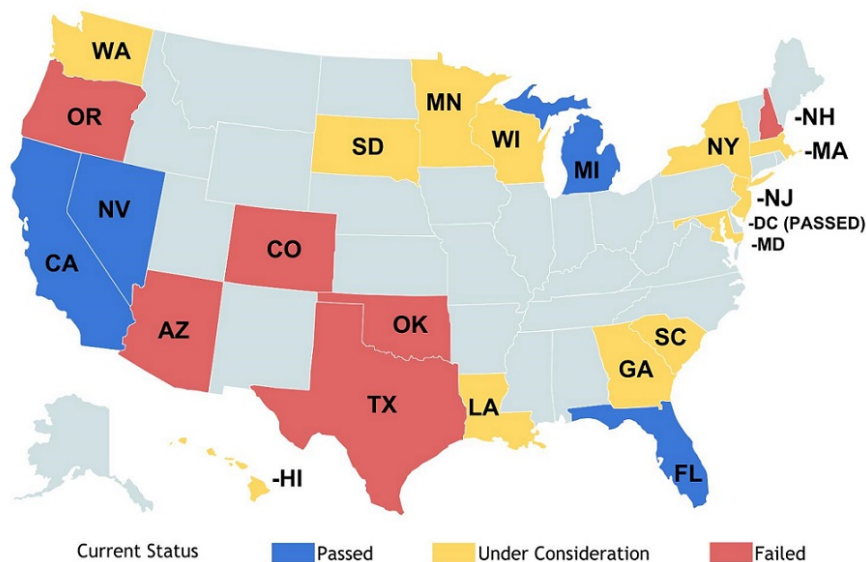 WA
OR
MN
-NH
SD
WI
NY
-MA
MI
NV
-NJ
-DC (PASSED)
CA
CO
-MD
AZ
OK
SC
GA
TX
LA
FL
-HI
Current Status Passed Under Consideration Failed